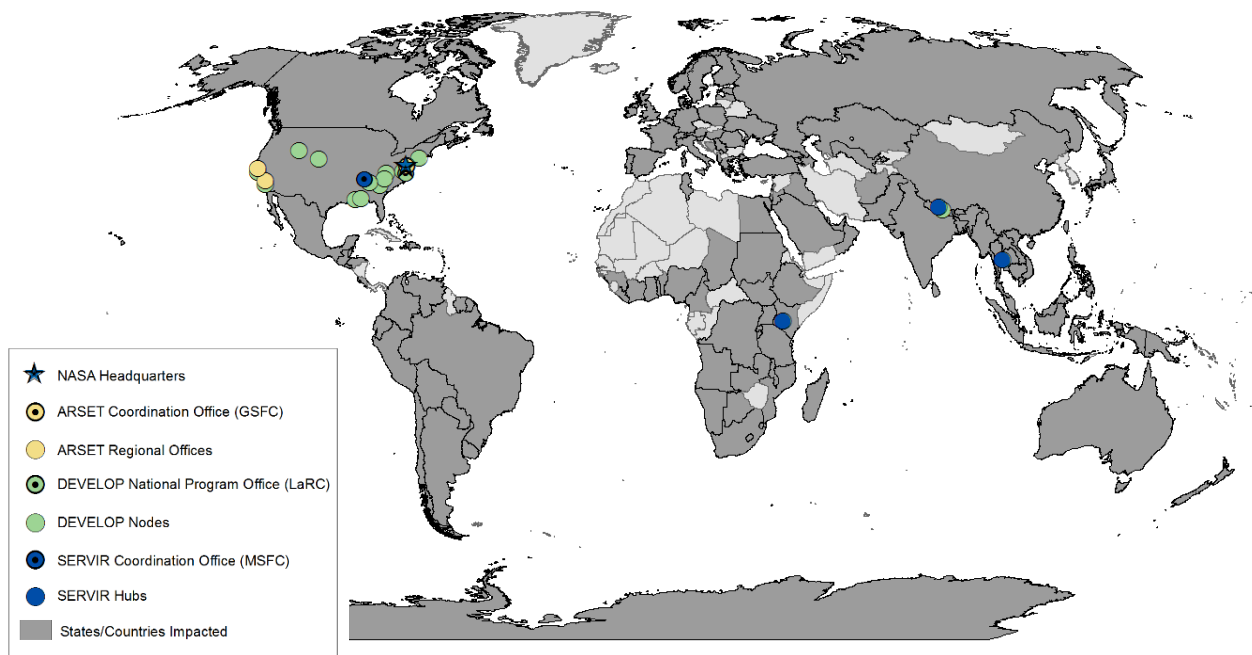 NASA Headquarters
ARSET Coordination Office (GSFC)
ARSET Regional Offices
DEVELOP National Program Office (LaRC)
DEVELOP Nodes
SERVIR Coordination Office (MSFC)
SERVIR Hubs
States/Countries Impacted